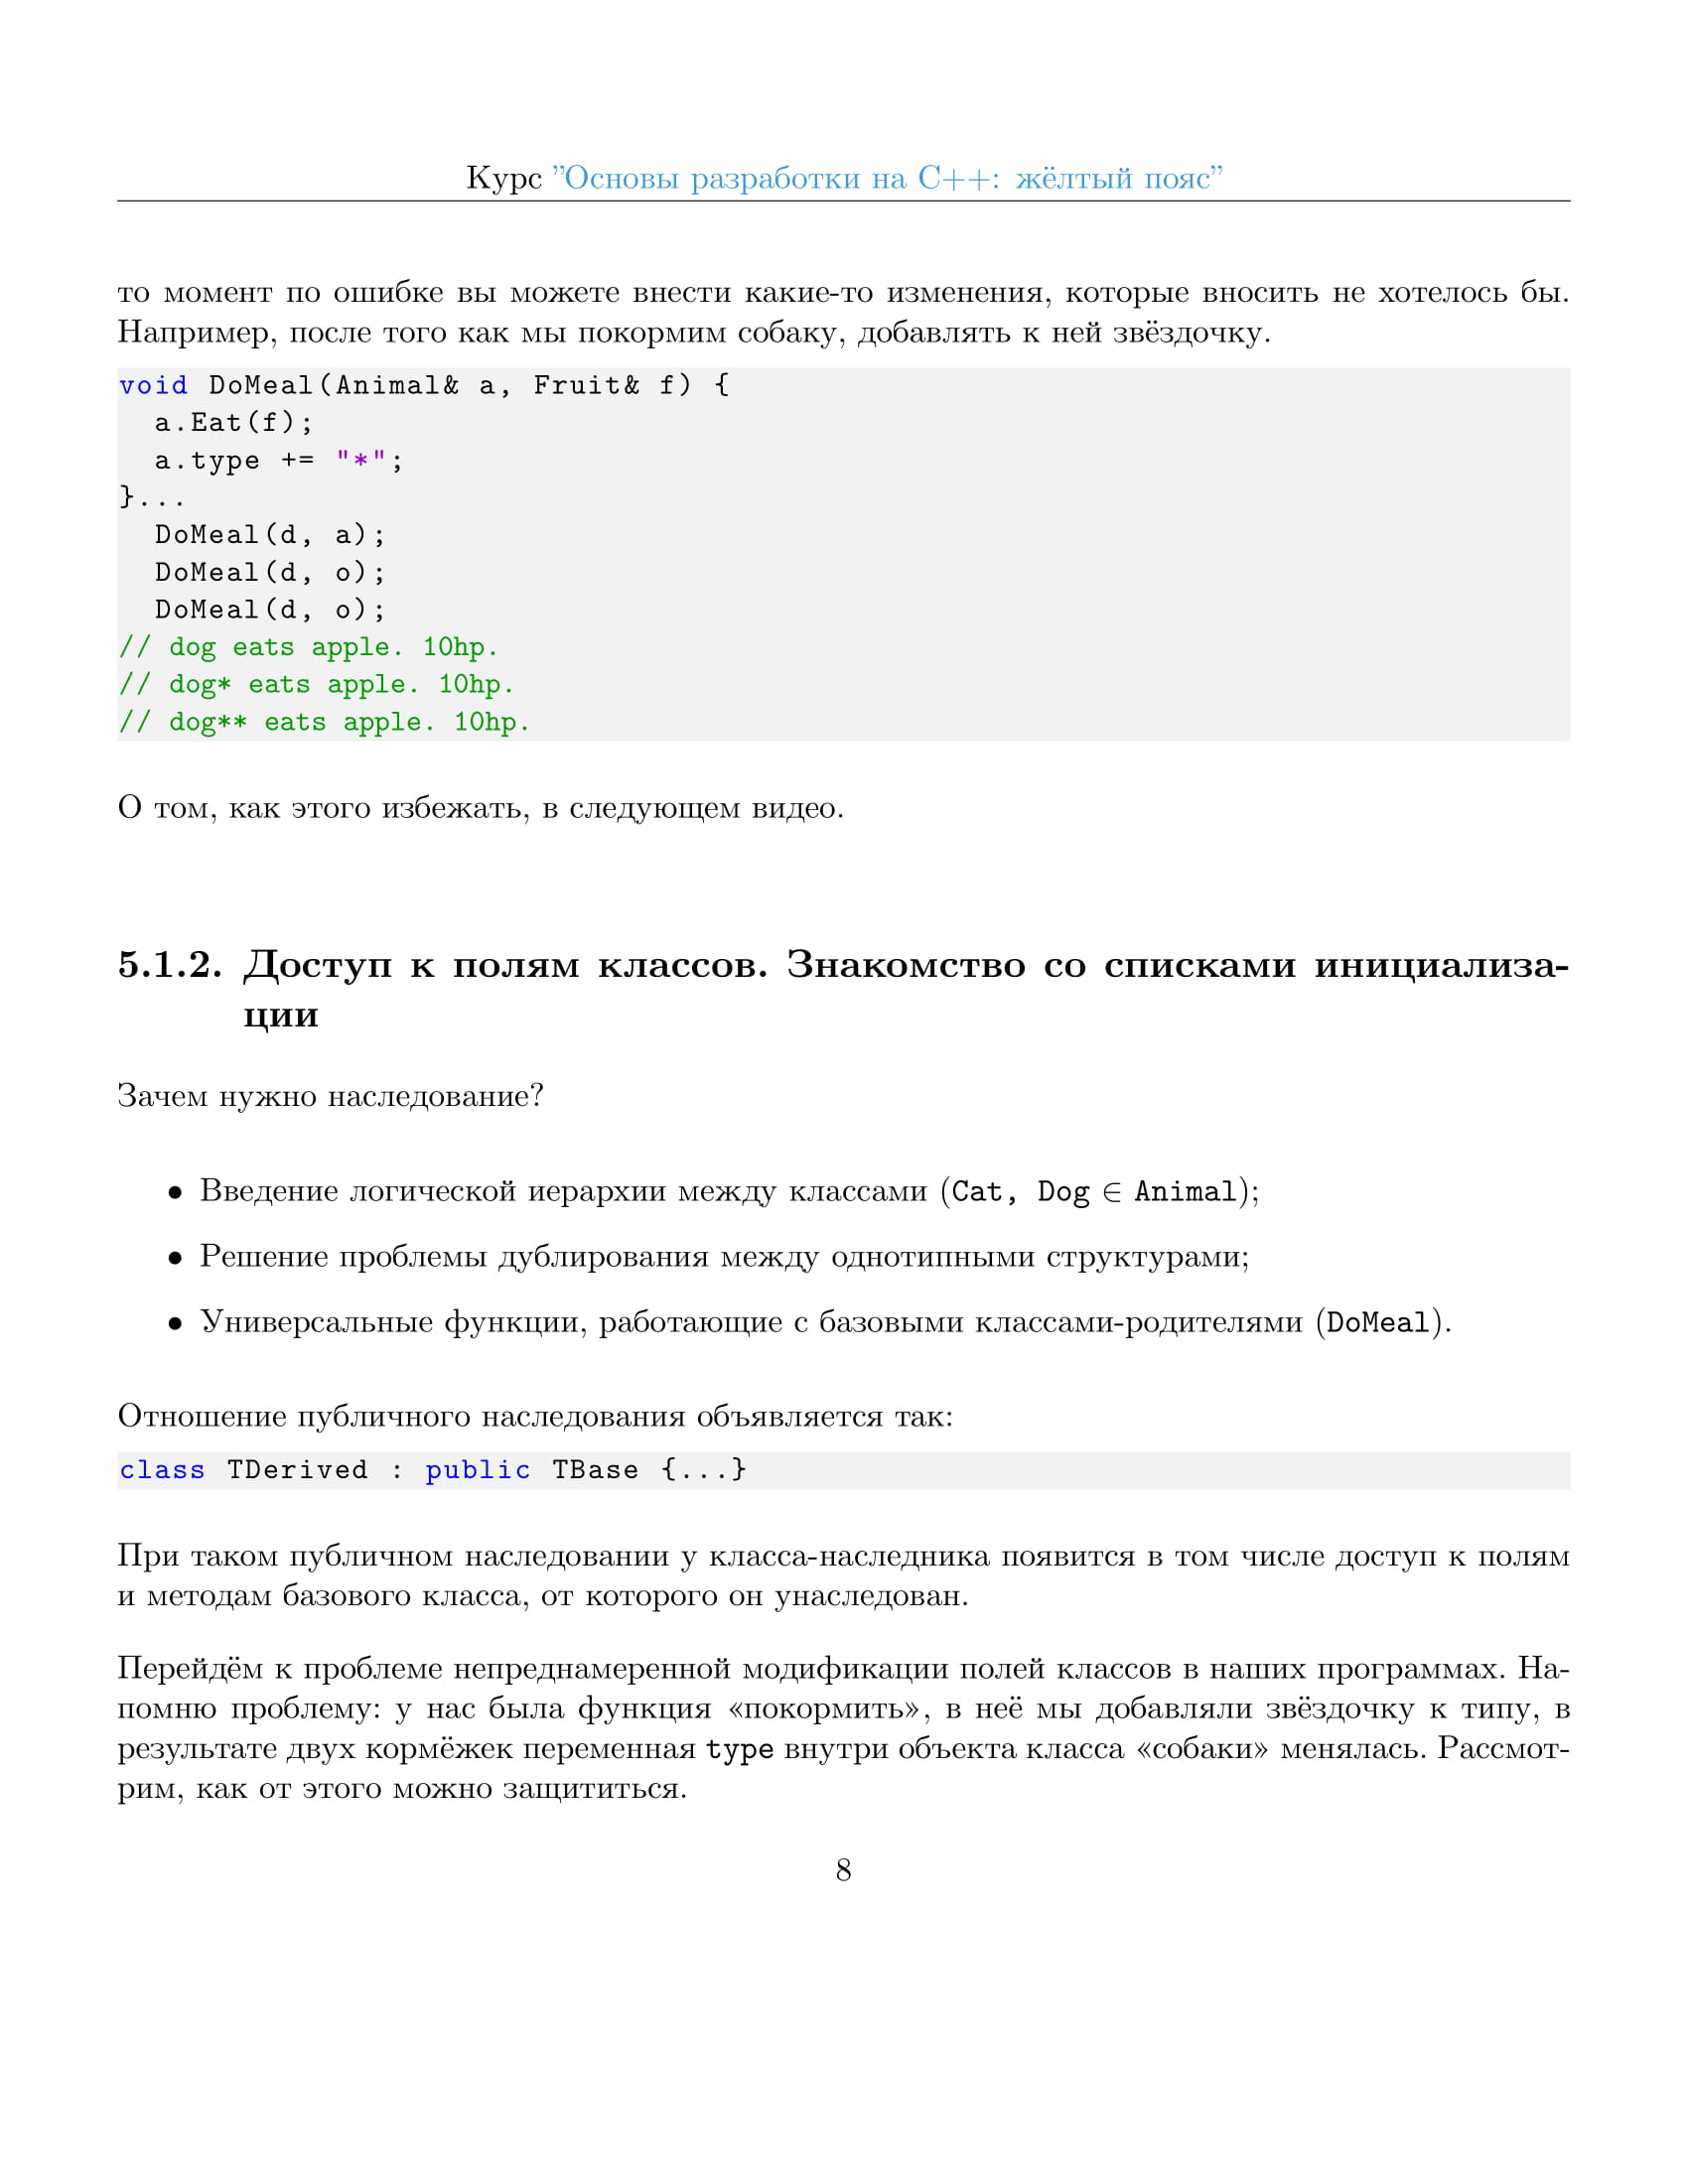 Курс ”Основы разработки на C++: жёлтый пояс”
то момент по ошибке вы можете внести какие-то изменения, которые вносить не хотелось бы.
Например, после того как мы покормим собаку, добавлять к ней звёздочку.
void DoMeal(Animal& a, Fruit& f) {
  a.Eat(f);
  a.type += "*";
}...
  DoMeal(d, a);
  DoMeal(d, o);
  DoMeal(d, o);
// dog eats apple. 10hp.
// dog* eats apple. 10hp.
// dog** eats apple. 10hp.
О том, как этого избежать, в следующем видео.
5.1.2. Доступ к полям классов. Знакомство со списками инициализа-
ции
Зачем нужно наследование?
• Введение логической иерархии между классами (Cat, Dog ∈ Animal);
• Решение проблемы дублирования между однотипными структурами;
• Универсальные функции, работающие с базовыми классами-родителями (DoMeal).
Отношение публичного наследования объявляется так:
class TDerived : public TBase {...}
При таком публичном наследовании у класса-наследника появится в том числе доступ к полям
и методам базового класса, от которого он унаследован.
Перейдём к проблеме непреднамеренной модификации полей классов в наших программах. На-
помню проблему: у нас была функция «покормить», в неё мы добавляли звёздочку к типу, в
результате двух кормёжек переменная type внутри объекта класса «собаки» менялась. Рассмот-
рим, как от этого можно защититься.
8